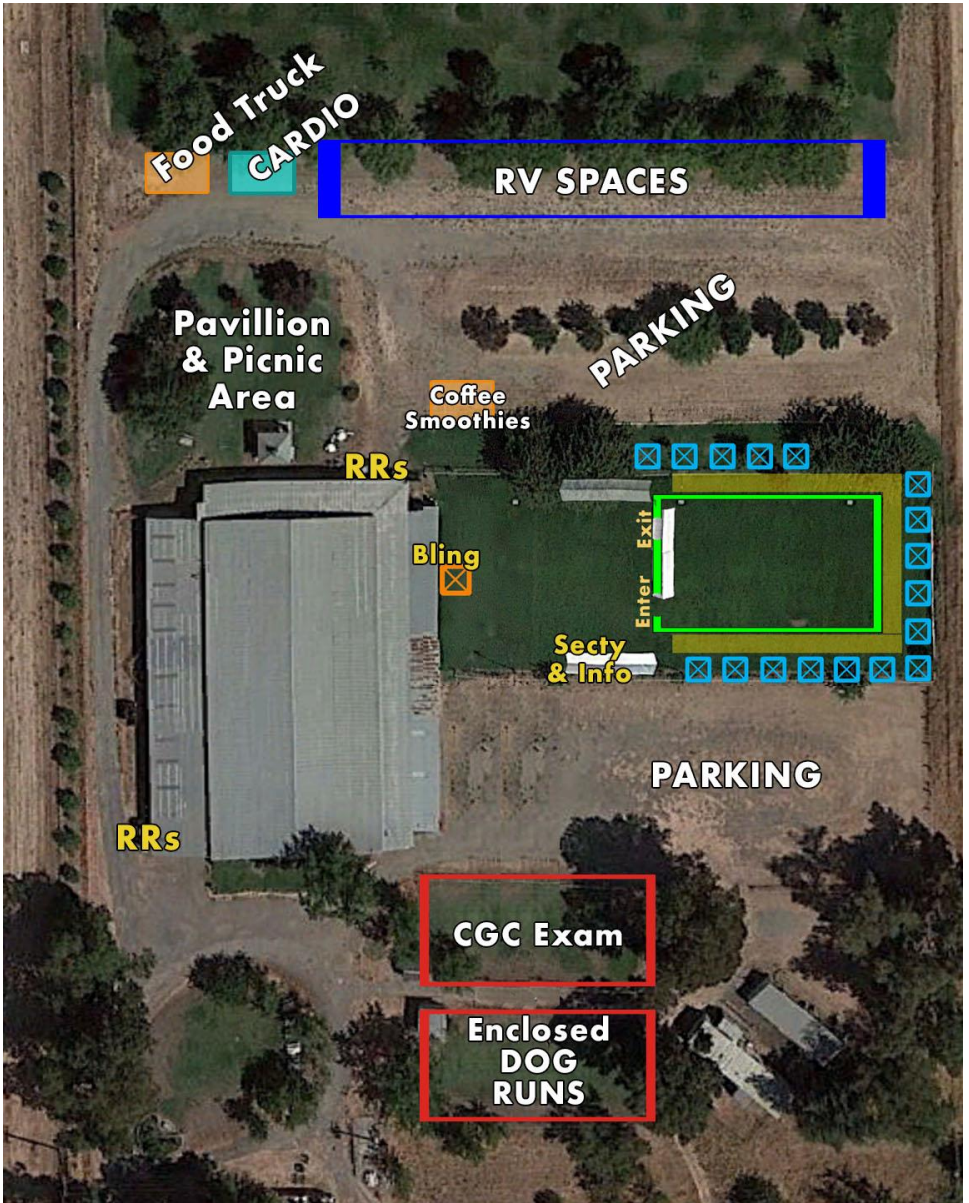 Food Truck
CARDIO
RV SPACES
PARKING
Pavillion
& Picnic
Area
Coffee
Smoothies
RRs
Bling
Exit
Enter
Secty
& Info
PARKING
RRs
CGC Exam
Enclosed
DOG
RUNS